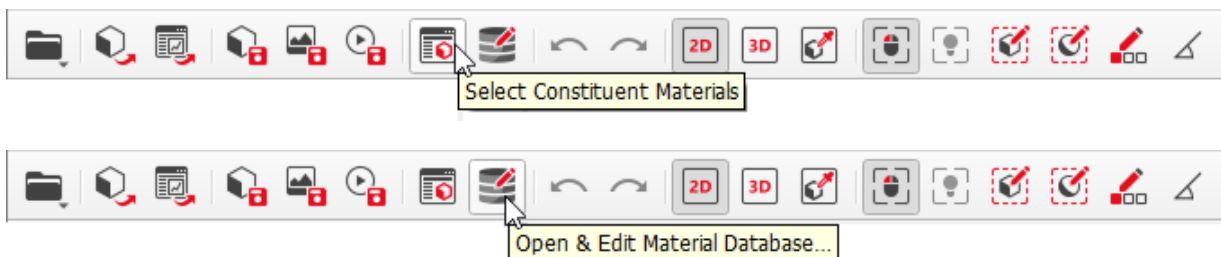 2D 3D
Select Constituent Materials
2D 3D
Open & Edit Material Database...